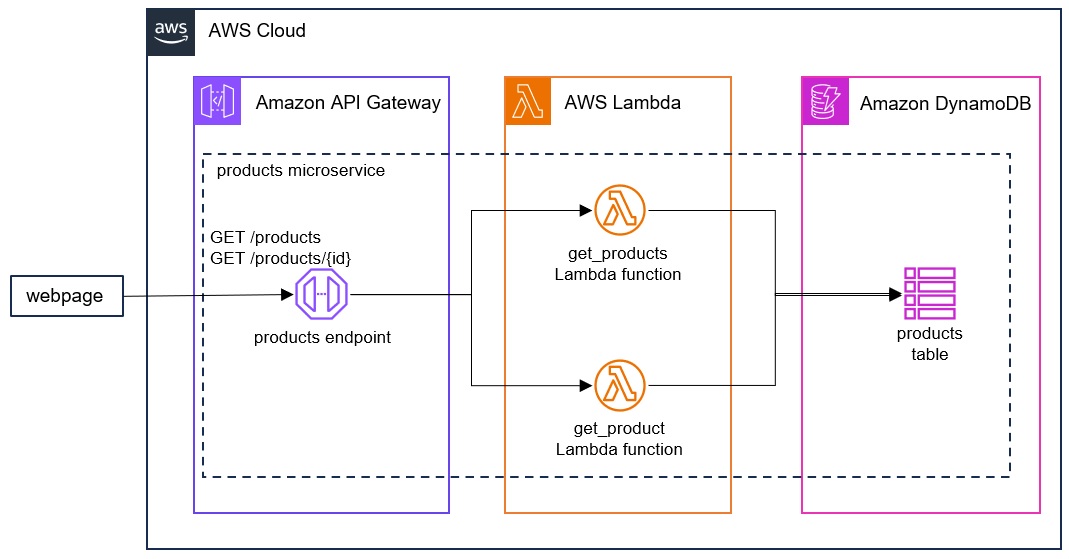 aws
AWS Cloud
Amazon API Gateway
AWS Lambda
Amazon DynamoDB
products microservice
GET /products
GET /products/{id}
webpage
products endpoint
get_products
Lambda function
get_product
Lambda function
products
table